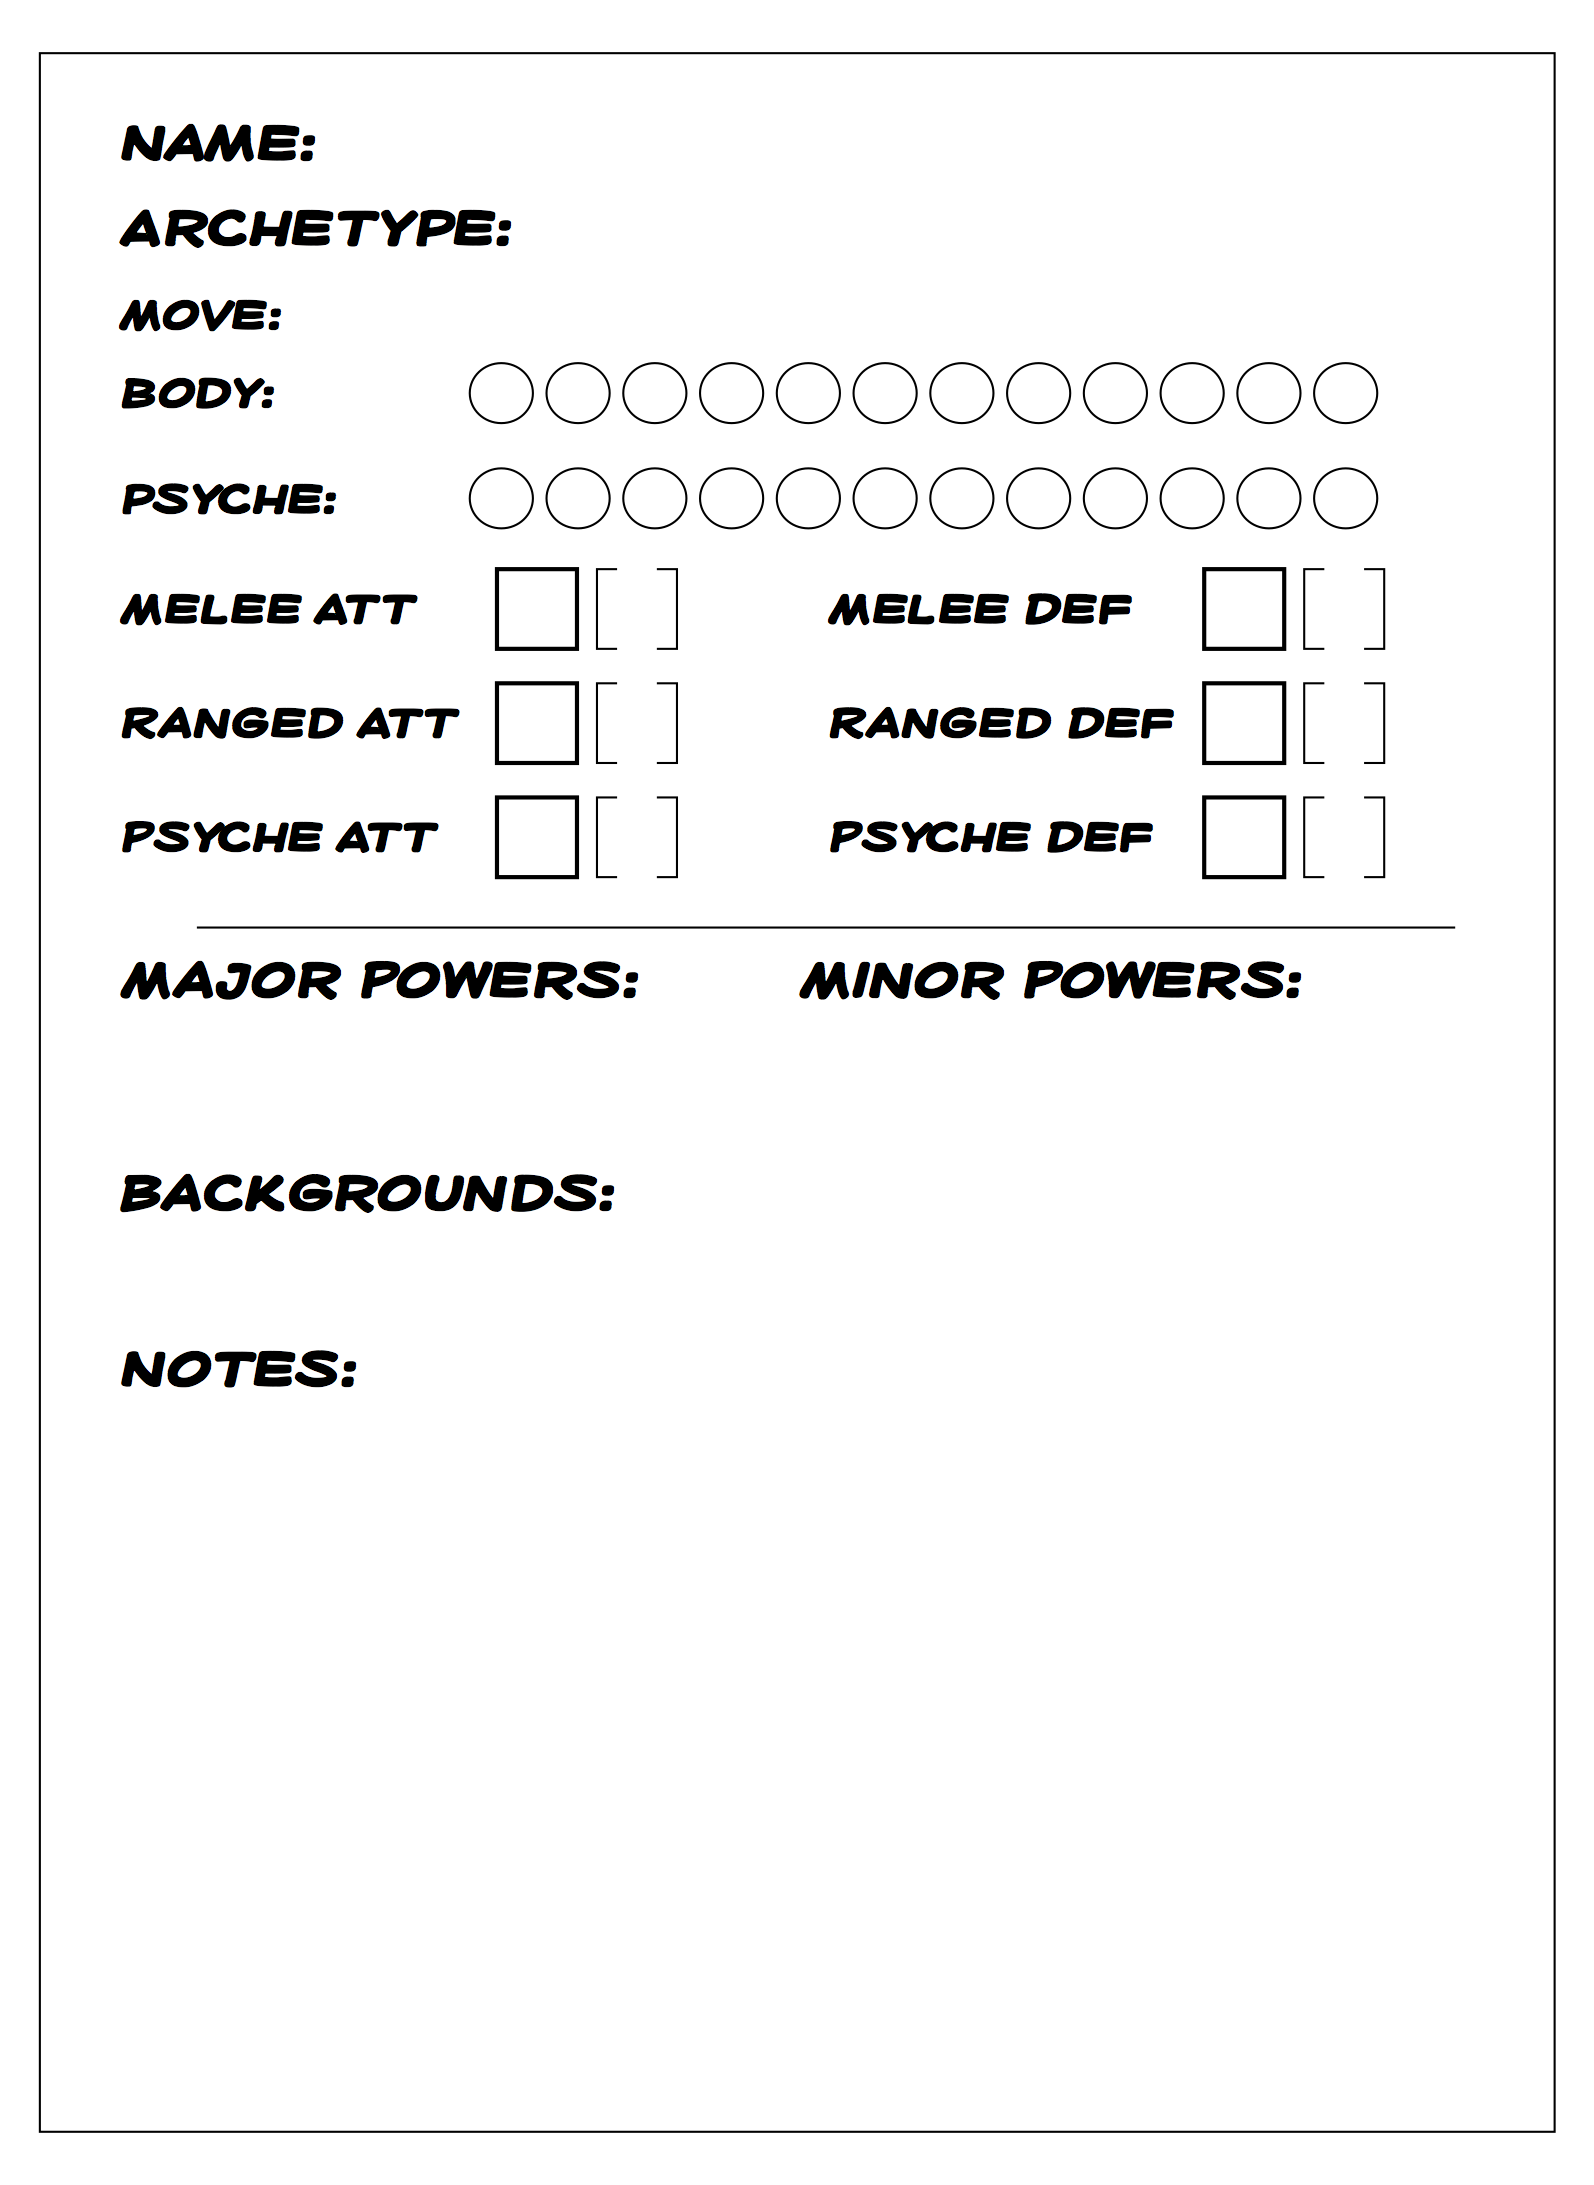 NAME:
ARCHETYPE:
MOVE:
BODY:
PSYCHE:
MELEE ATT [ ] MELEE DEF [ ]
RANGED ATT [ ] RANGED DEF [ ]
PSYCHE ATT [ ] PSYCHE DEF [ ]
MAJOR POWERS: MINOR POWERS:
BACKGROUNDS:
NOTES: